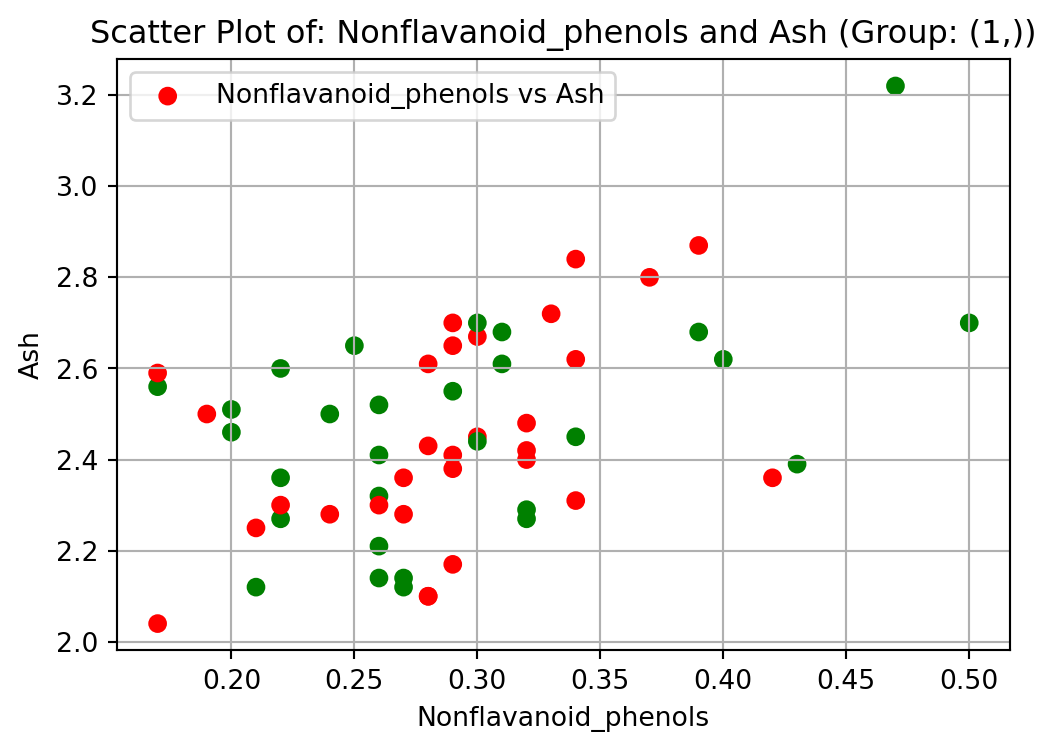 Scatter Plot of: Nonflavanoid_phenols and Ash (Group: (1,))
Nonflavanoid_phenols vs Ash
3.2
3.0
2.8
2.6
2.4
2.2
2.0
Ash
0.20 0.25 0.30 0.35 0.40 0.45 0.50
Nonflavanoid_phenols